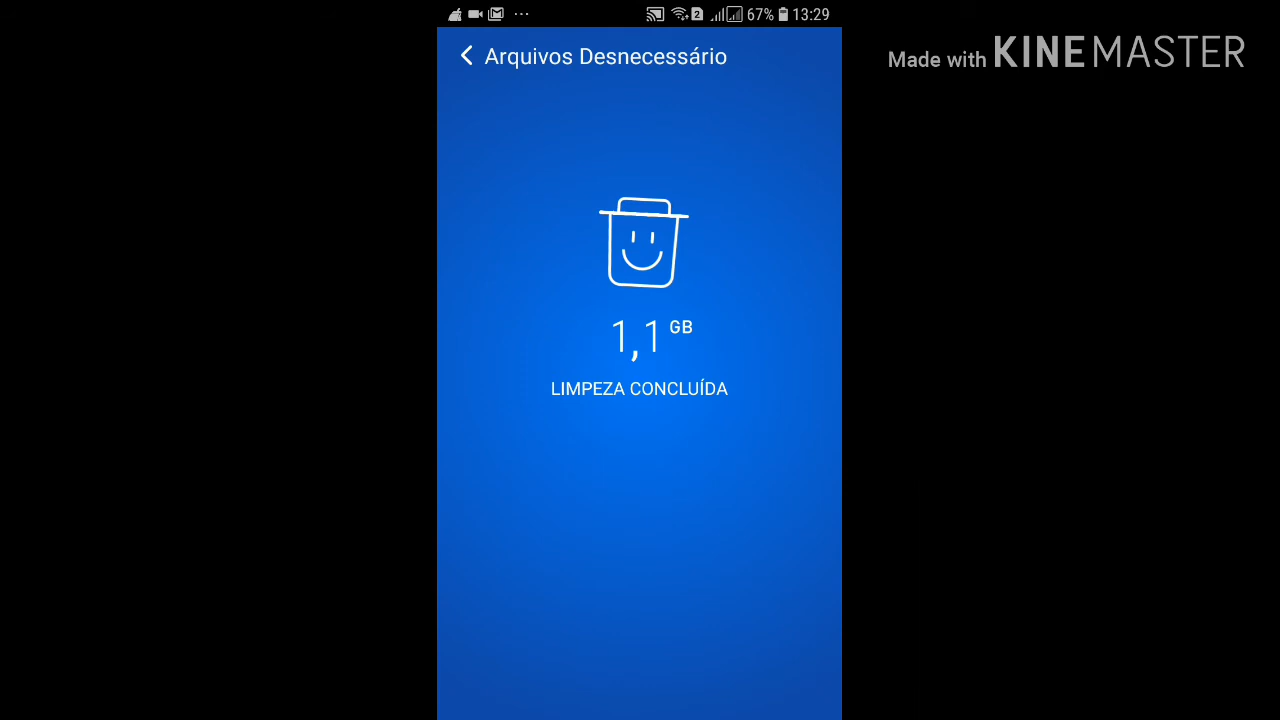 67% 13:29
Arquivos Desnecessário
Made with KINEMASTER
1,1 GB
LIMPEZA CONCLUÍDA